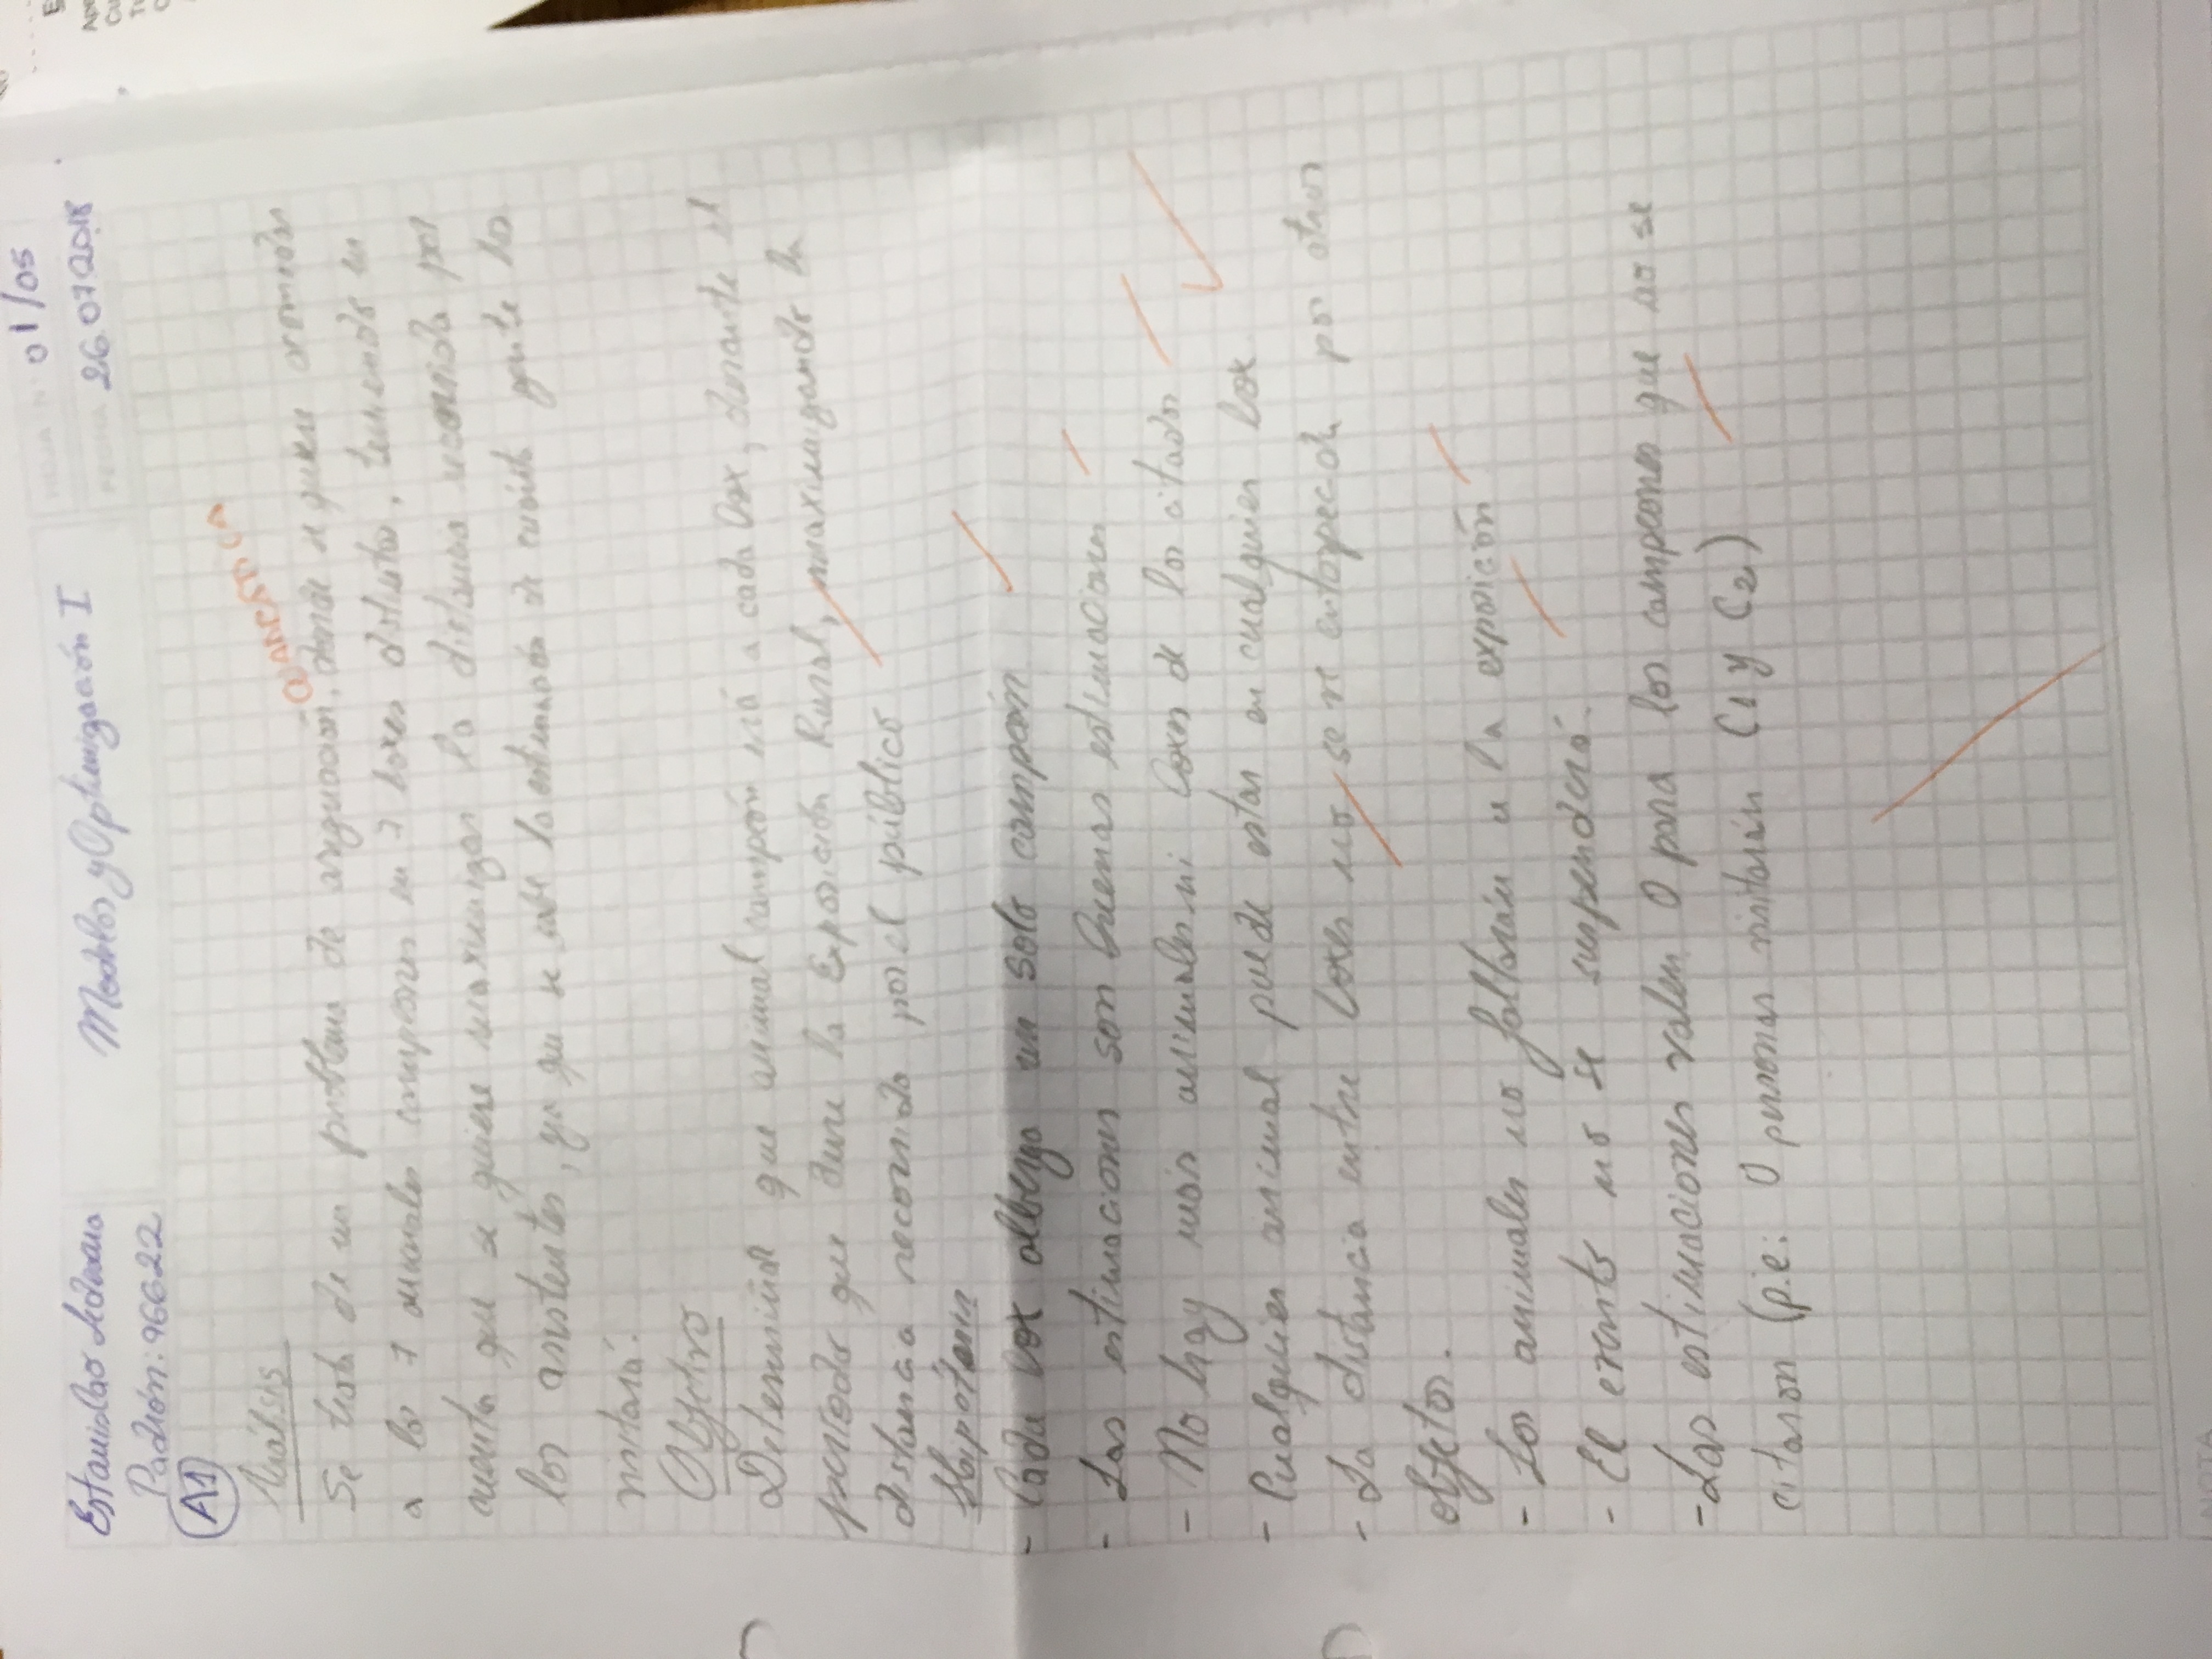 Estanislao Ledesma
Modelos y Optimización I
HOJA Nº 01/05
FECHA 26.07.2018
Padrón: 96622
A1
Análisis
CUADRÁTICA
Se trata de un problema de asignación, donde se quiere acomodar
a los 7 animales campeones en 7 boxes distintos, teniendo en
cuenta que se quiere maximizar la distancia recorrida por
los asistentes, ya que se sabe la estimación de cuánta gente los
visitará.
Objetivo
Determinar que animal campeón irá a cada box, durante el
período que dure la Exposición Rural, maximizando la
distancia recorrida por el público
Hipótesis
- Cada box alberga un solo campeón
- Las estimaciones son buenas estimaciones
- No hay más animales ni boxes de los citados
- Cualquier animal puede estar en cualquier box
- La distancia entre boxes no se ve entorpecida por otros
objetos.
- Los animales no faltarán a la exposición
- El evento no se suspenderá.
- Las estimaciones valen 0 para los campeones que no se
citaron (p.e: 0 personas visitarán C1 y C2)
NOTA